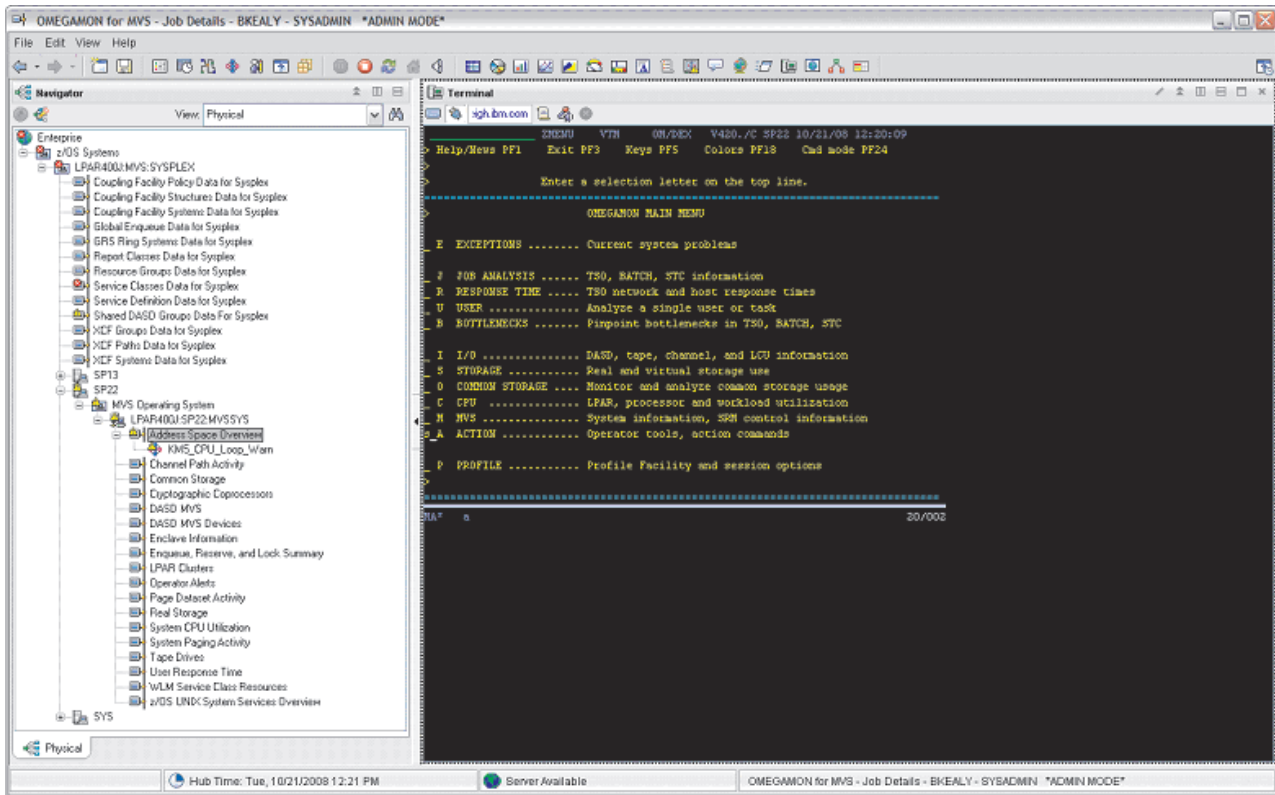 OMEGAMON for MVS - Job Details - BKEALY - SYSADMIN *ADMIN MODE*
File Edit View Help
Navigator
View: Physical
Enterprise
z/OS Systems
LPAR400J:MVS:SYSPLEX
Coupling Facility Policy Data for Sysplex
Coupling Facility Structures Data for Sysplex
Coupling Facility Systems Data for Sysplex
Global Enqueue Data for Sysplex
GRS Ring Systems Data for Sysplex
Report Classes Data for Sysplex
Resource Groups Data for Sysplex
Service Classes Data for Sysplex
Service Definition Data for Sysplex
Shared DASD Groups Data For Sysplex
XCF Groups Data for Sysplex
XCF Paths Data for Sysplex
XCF Systems Data for Sysplex
SP13
SP22
MVS Operating System
LPAR400J:SP22:MVSSYS
Address Space Overview
KM5_CPU_Loop_Warn
Channel Path Activity
Common Storage
Cryptographic Coprocessors
DASD MVS
DASD MVS Devices
Enclave Information
Enqueue, Reserve, and Lock Summary
LPAR Clusters
Operator Alerts
Page Dataset Activity
Real Storage
System CPU Utilization
System Paging Activity
Tape Drives
User Response Time
WLM Service Class Resources
z/OS UNIX System Services Overview
SYS
Physical
Terminal
sigh.ibm.com
ZMENU VTM OM/DEX V420./C SP22 10/21/08 12:20:09
> Help/News PF1 Exit PF3 Keys PF5 Colors PF18 Cmd mode PF24
>
> Enter a selection letter on the top line.
> OMEGAMON MAIN MENU
_ E EXCEPTIONS ........ Current system problems
_ J JOB ANALYSIS ...... TSO, BATCH, STC information
_ R RESPONSE TIME ..... TSO network and host response times
_ U USER .............. Analyze a single user or task
_ B BOTTLENECKS ....... Pinpoint bottlenecks in TSO, BATCH, STC
_ I I/O ............... DASD, tape, channel, and LCU information
_ S STORAGE ........... Real and virtual storage use
_ O COMMON STORAGE .... Monitor and analyze common storage usage
_ C CPU ............... LPAR, processor and workload utilization
_ M MVS ............... System information, SRM control information
s_A ACTION ............ Operator tools, action commands
_ P PROFILE ........... Profile Facility and session options
>
MA* a 20/002
Hub Time: Tue, 10/21/2008 12:21 PM
Server Available
OMEGAMON for MVS - Job Details - BKEALY - SYSADMIN *ADMIN MODE*